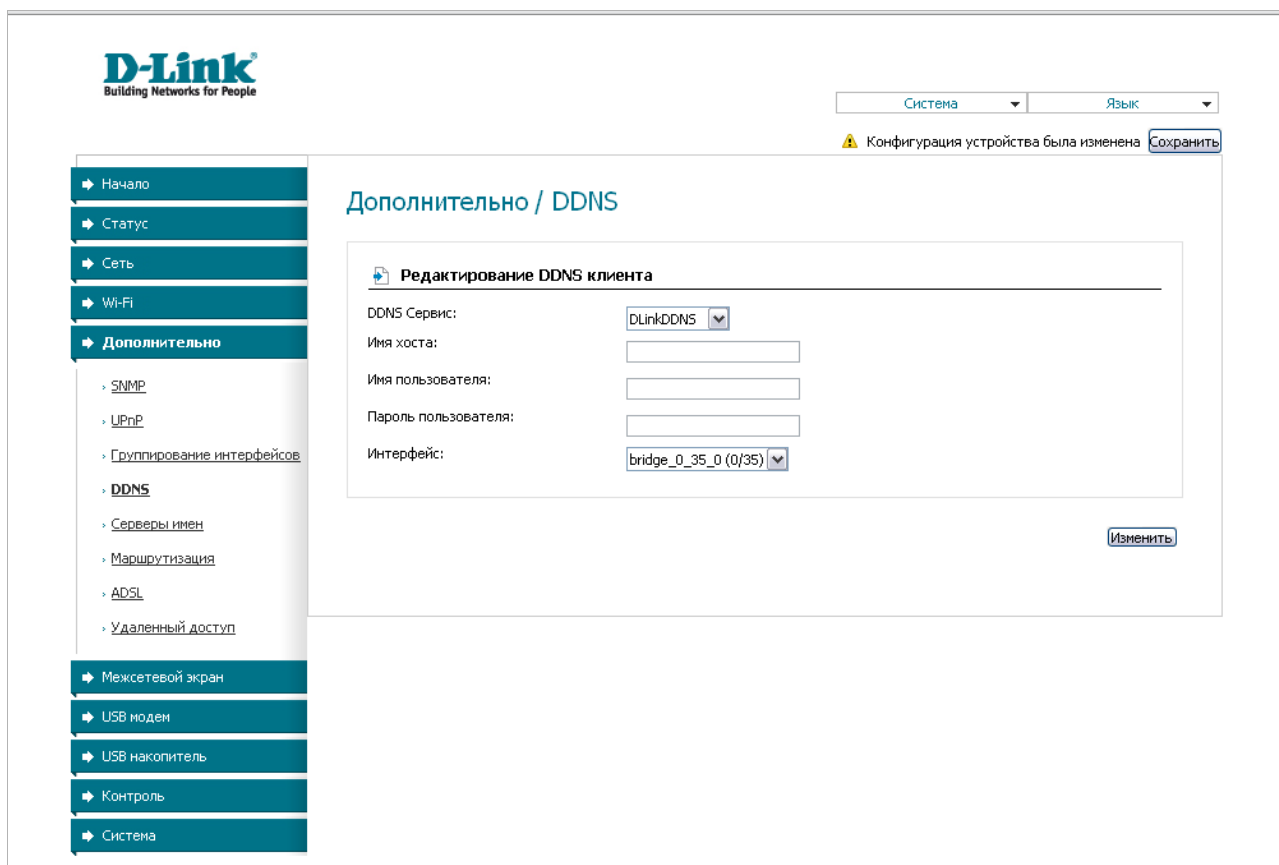 D-Link
Building Networks for People
Система
Язык
Конфигурация устройства была изменена Сохранить
Начало
Статус
Сеть
Wi-Fi
Дополнительно
SNMP
UPnP
Группирование интерфейсов
DDNS
Серверы имен
Маршрутизация
ADSL
Удаленный доступ
Межсетевой экран
USB модем
USB накопитель
Контроль
Система
Дополнительно / DDNS
Редактирование DDNS клиента
DDNS Сервис: DLinkDDNS
Имя хоста:
Имя пользователя:
Пароль пользователя:
Интерфейс: bridge_0_35_0 (0/35)
Изменить